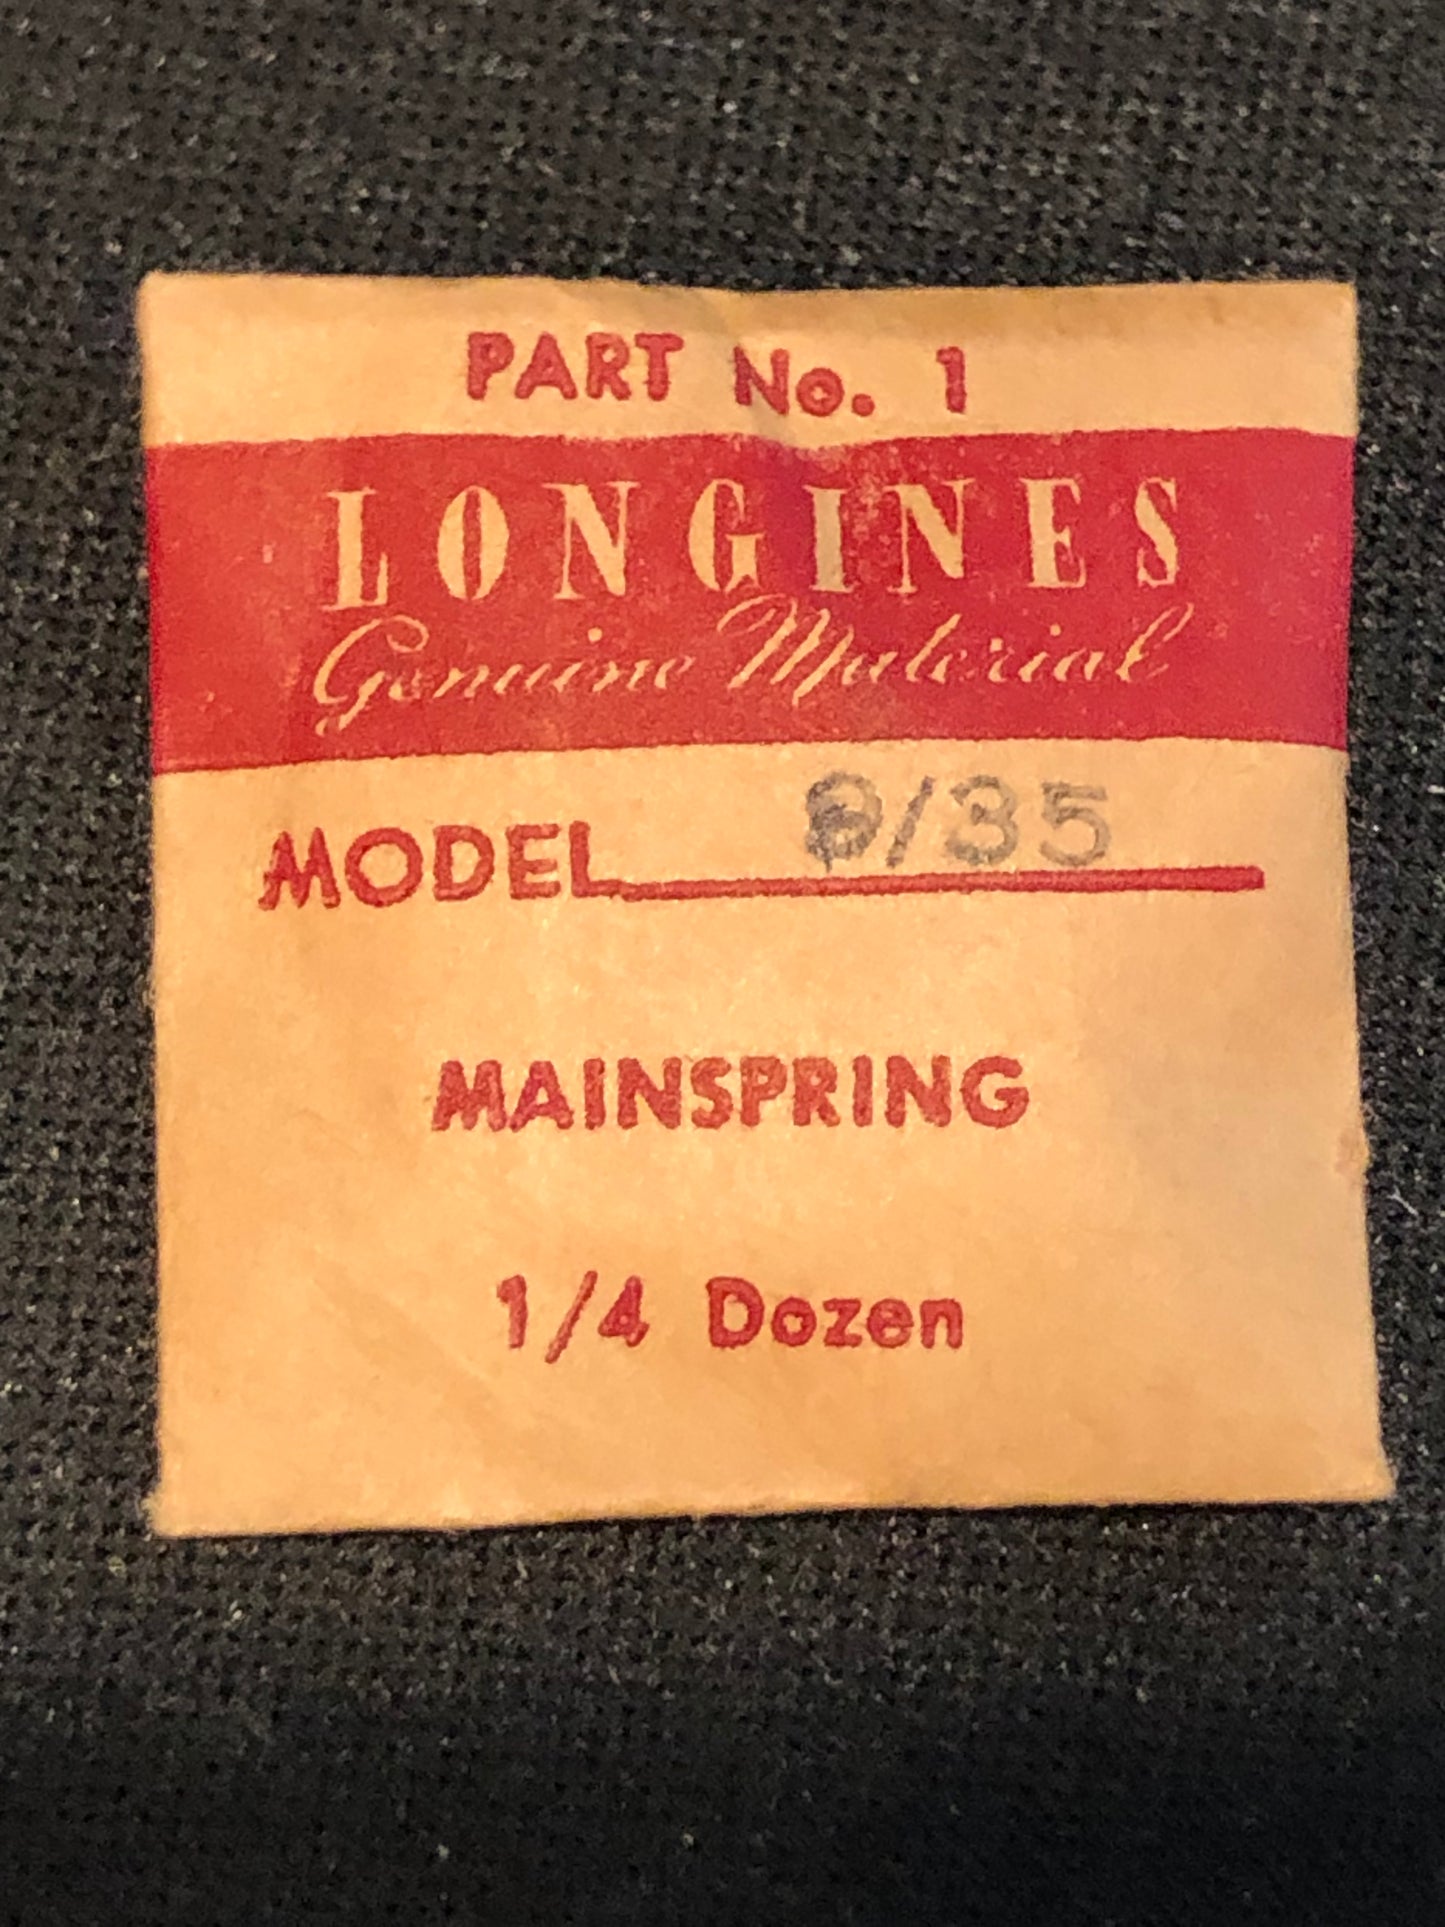 PART No. 1
LONGINES
Genuine Material
MODEL
MAINSPRING
1/4 Dozen